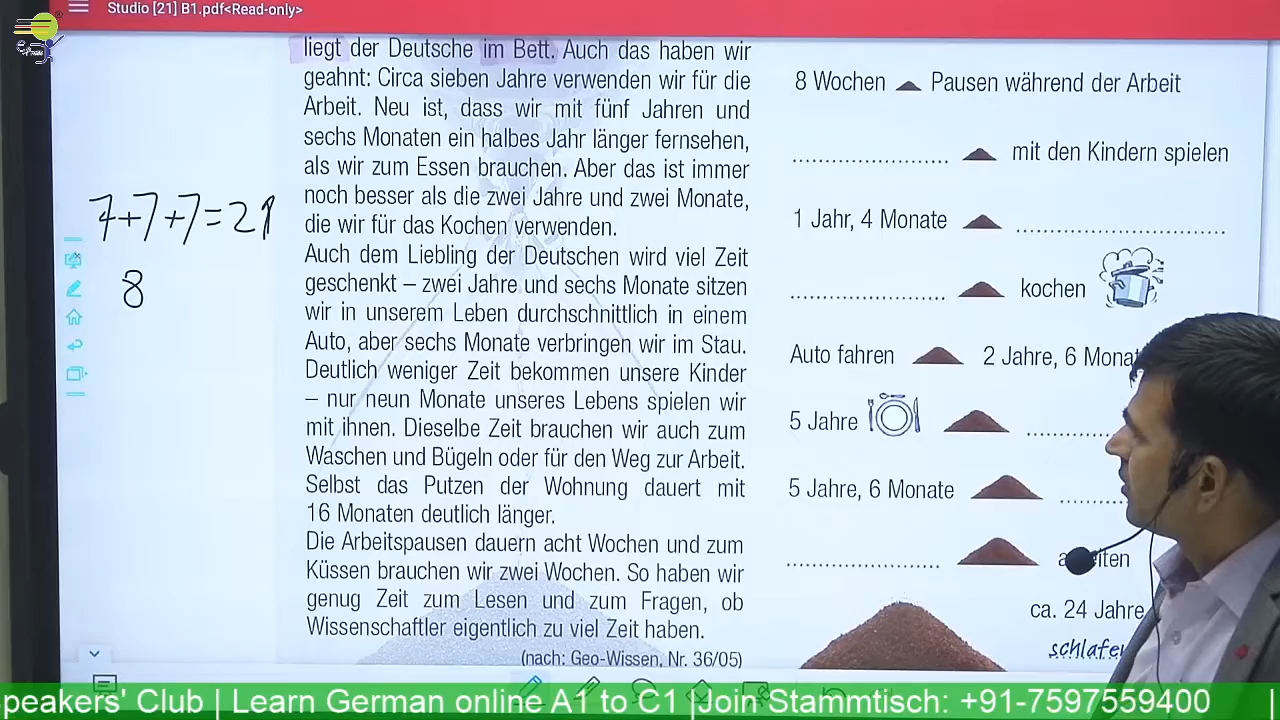 Studio [21] B1.pdf<Read-only>
liegt der Deutsche im Bett. Auch das haben wir
geahnt: Circa sieben Jahre verwenden wir für die
Arbeit. Neu ist, dass wir mit fünf Jahren und
sechs Monaten ein halbes Jahr länger fernsehen,
als wir zum Essen brauchen. Aber das ist immer
noch besser als die zwei Jahre und zwei Monate,
die wir für das Kochen verwenden.
Auch dem Liebling der Deutschen wird viel Zeit
geschenkt – zwei Jahre und sechs Monate sitzen
wir in unserem Leben durchschnittlich in einem
Auto, aber sechs Monate verbringen wir im Stau.
Deutlich weniger Zeit bekommen unsere Kinder
– nur neun Monate unseres Lebens spielen wir
mit ihnen. Dieselbe Zeit brauchen wir auch zum
Waschen und Bügeln oder für den Weg zur Arbeit.
Selbst das Putzen der Wohnung dauert mit
16 Monaten deutlich länger.
Die Arbeitspausen dauern acht Wochen und zum
Küssen brauchen wir zwei Wochen. So haben wir
genug Zeit zum Lesen und zum Fragen, ob
Wissenschaftler eigentlich zu viel Zeit haben.
(nach: Geo-Wissen, Nr. 36/05)
7+7+7=21
8
8 Wochen Pausen während der Arbeit
........................ mit den Kindern spielen
1 Jahr, 4 Monate ................................
........................ kochen
Auto fahren 2 Jahre, 6 Monat
5 Jahre ............
5 Jahre, 6 Monate ..........
........................ a eiten
ca. 24 Jahre
schlafen
peakers' Club | Learn German online A1 to C1 |Join Stammtisch: +91-7597559400 |